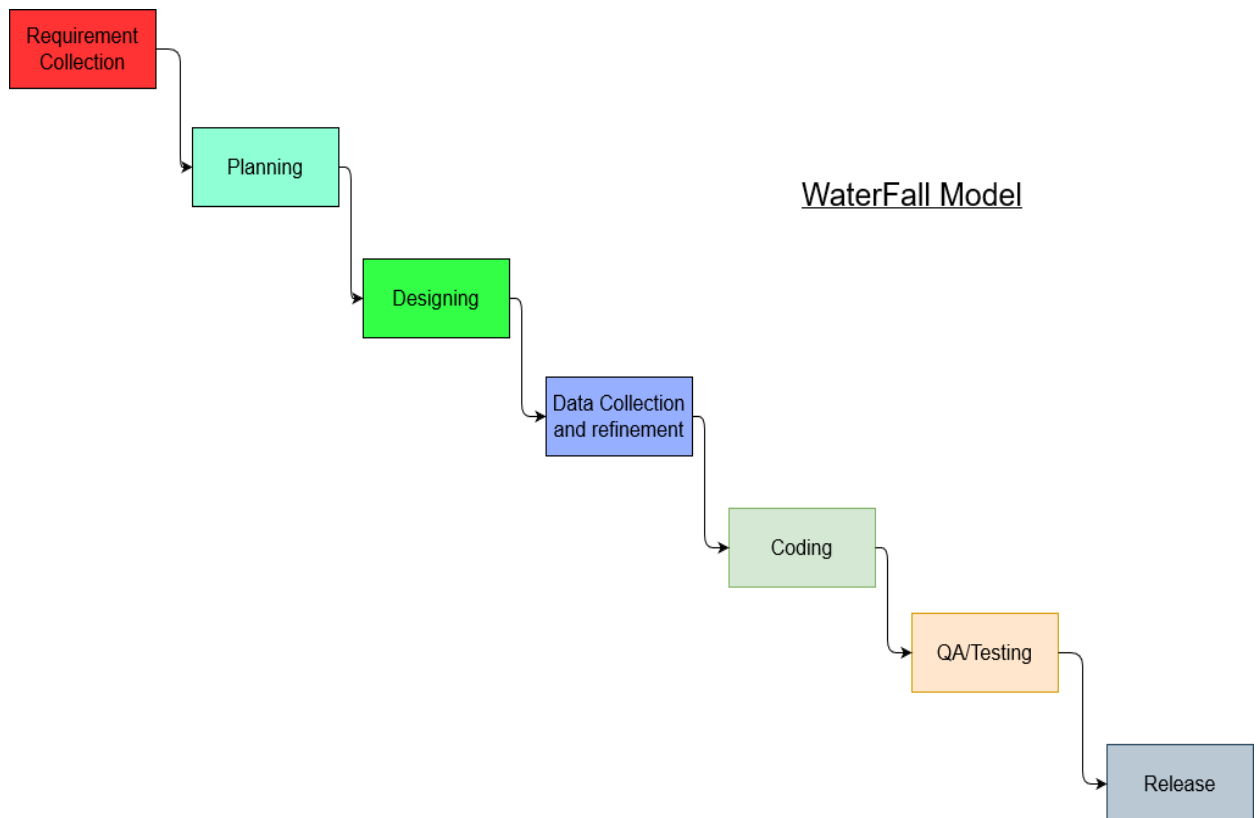 Requirement
Collection
Planning
WaterFall Model
Designing
Data Collection
and refinement
Coding
QA/Testing
Release